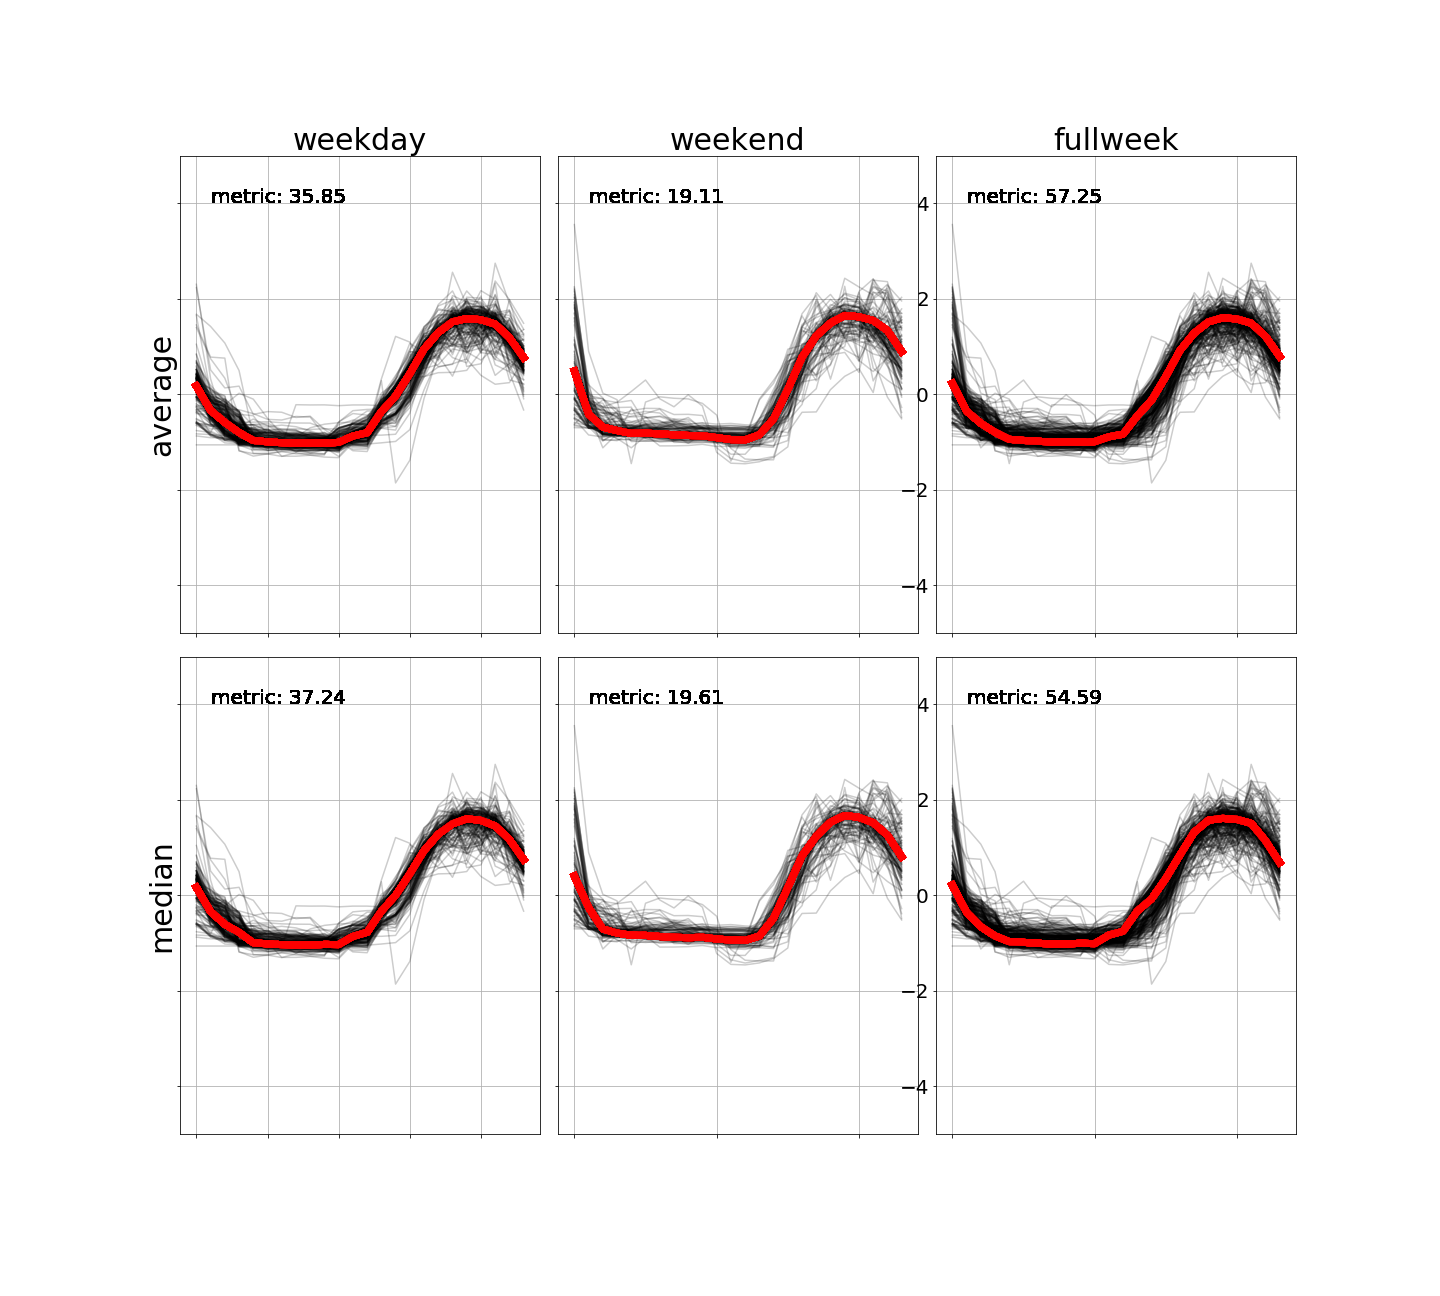 weekday
weekend
fullweek
average
metric: 35.85
metric: 19.11
metric: 57.25
4
2
0
−2
−4
median
metric: 37.24
metric: 19.61
metric: 54.59
4
2
0
−2
−4